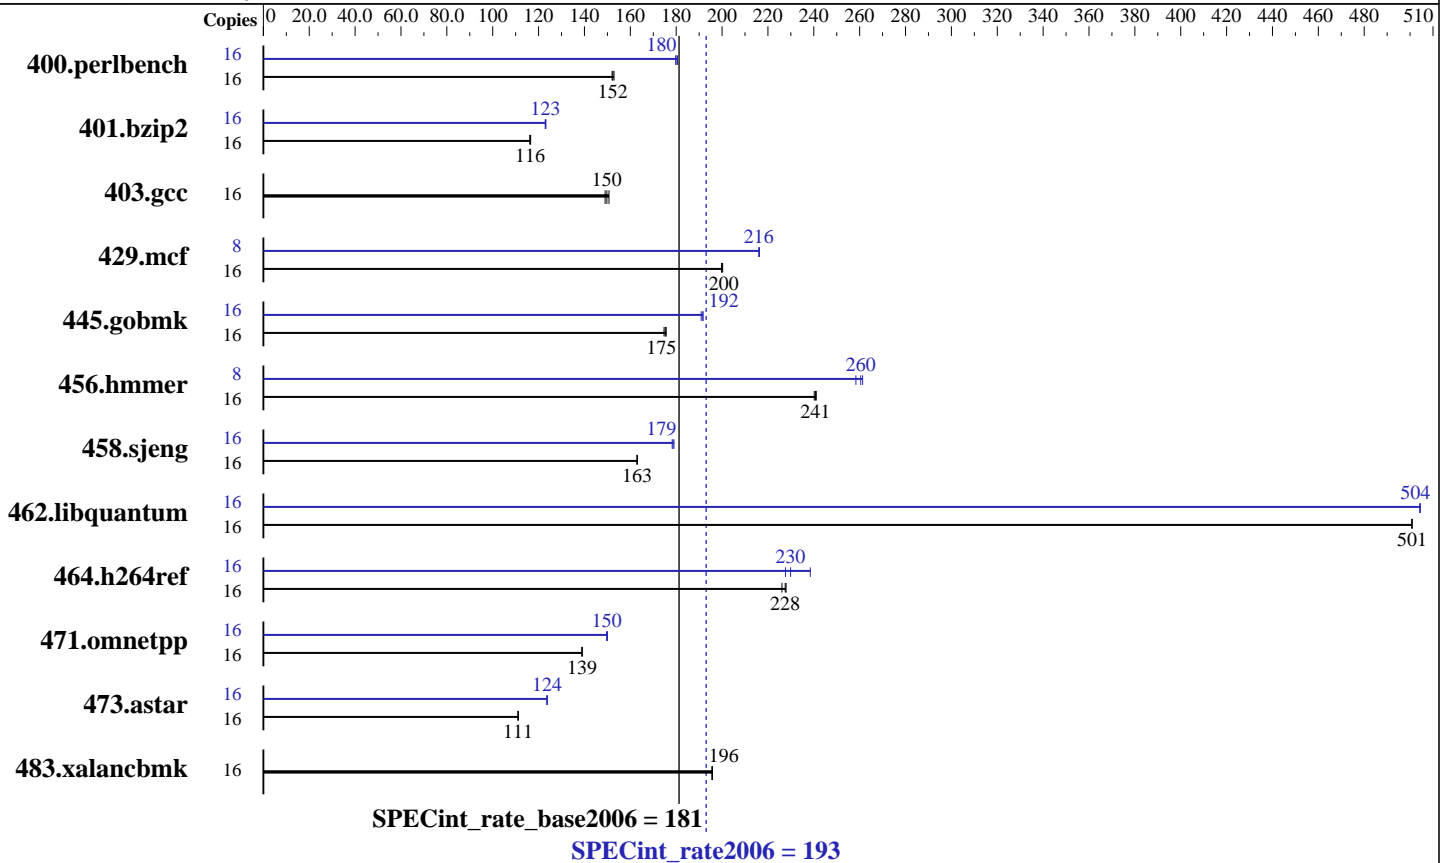 Copies 0 20.0 40.0 60.0 80.0 100 120 140 160 180 200 220 240 260 280 300 320 340 360 380 400 420 440 460 480 510
400.perlbench 16 180
16 152
401.bzip2 16 123
16 116
403.gcc 16 150
429.mcf 8 216
16 200
445.gobmk 16 192
16 175
456.hmmer 8 260
16 241
458.sjeng 16 179
16 163
462.libquantum 16 504
16 501
464.h264ref 16 230
16 228
471.omnetpp 16 150
16 139
473.astar 16 124
16 111
483.xalancbmk 16 196
SPECint_rate_base2006 = 181
SPECint_rate2006 = 193